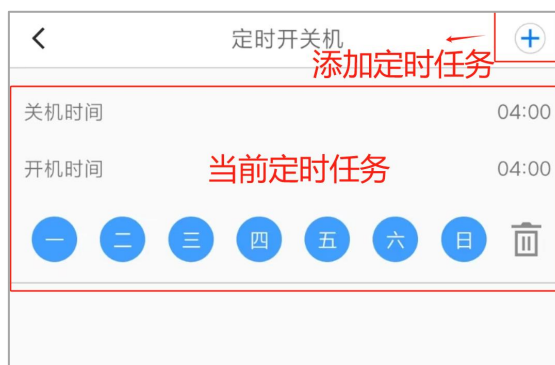 定时开关机
添加定时任务
关机时间 04:00
开机时间 04:00
当前定时任务
一 二 三 四 五 六 日